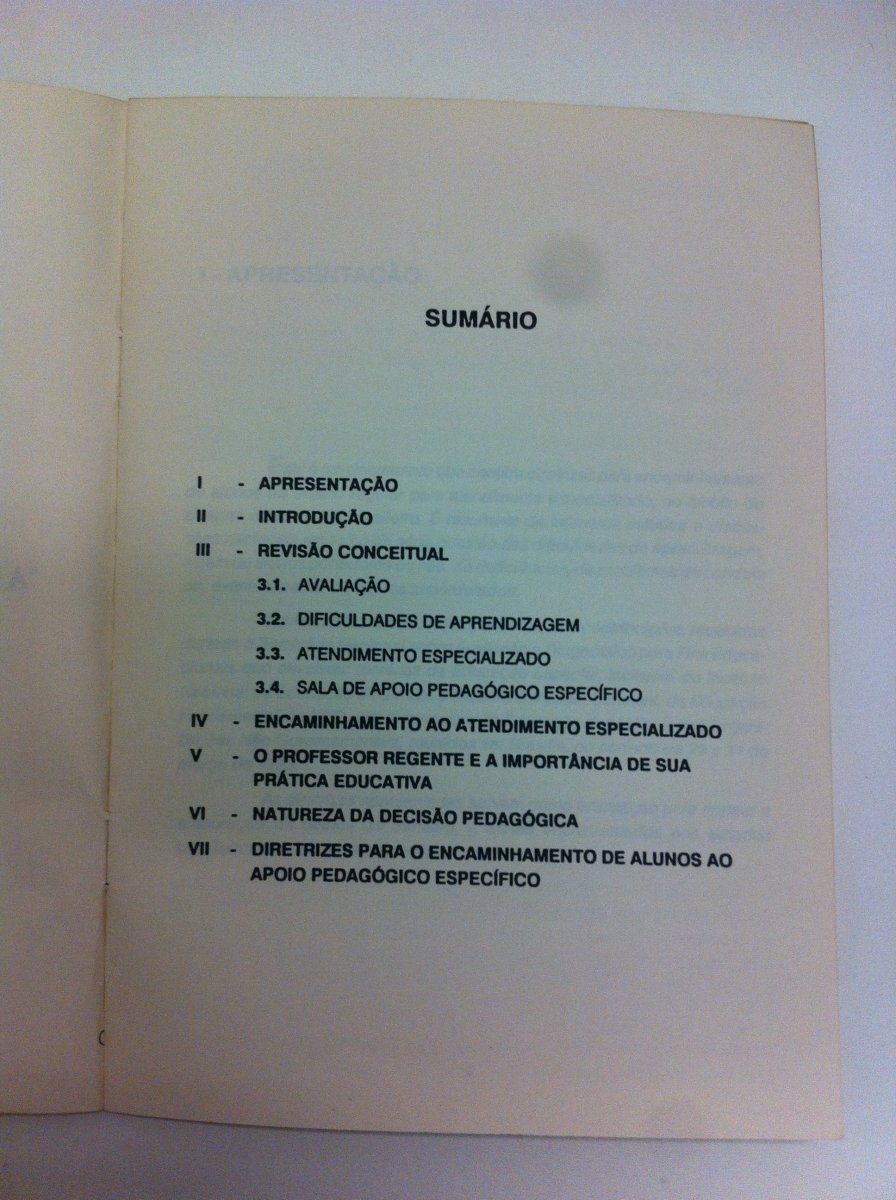 SUMÁRIO
I - APRESENTAÇÃO
II - INTRODUÇÃO
III - REVISÃO CONCEITUAL
3.1. AVALIAÇÃO
3.2. DIFICULDADES DE APRENDIZAGEM
3.3. ATENDIMENTO ESPECIALIZADO
3.4. SALA DE APOIO PEDAGÓGICO ESPECÍFICO
IV - ENCAMINHAMENTO AO ATENDIMENTO ESPECIALIZADO
V - O PROFESSOR REGENTE E A IMPORTÂNCIA DE SUA
PRÁTICA EDUCATIVA
VI - NATUREZA DA DECISÃO PEDAGÓGICA
VII - DIRETRIZES PARA O ENCAMINHAMENTO DE ALUNOS AO
APOIO PEDAGÓGICO ESPECÍFICO